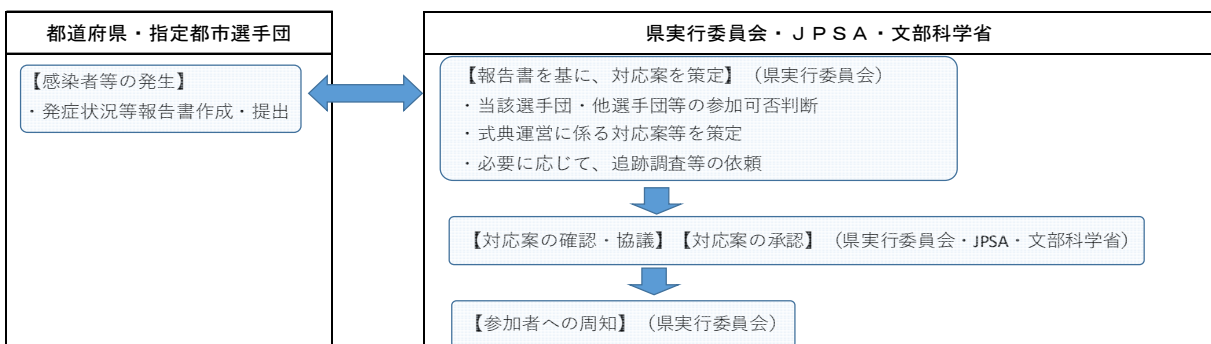 都道府県・指定都市選手団
県実行委員会・ＪＰＳＡ・文部科学省
【感染者等の発生】
・発症状況等報告書作成・提出
【報告書を基に、対応案を策定】（県実行委員会）
・当該選手団・他選手団等の参加可否判断
・式典運営に係る対応案等を策定
・必要に応じて、追跡調査等の依頼
【対応案の確認・協議】【対応案の承認】（県実行委員会・JPSA・文部科学省）
【参加者への周知】（県実行委員会）